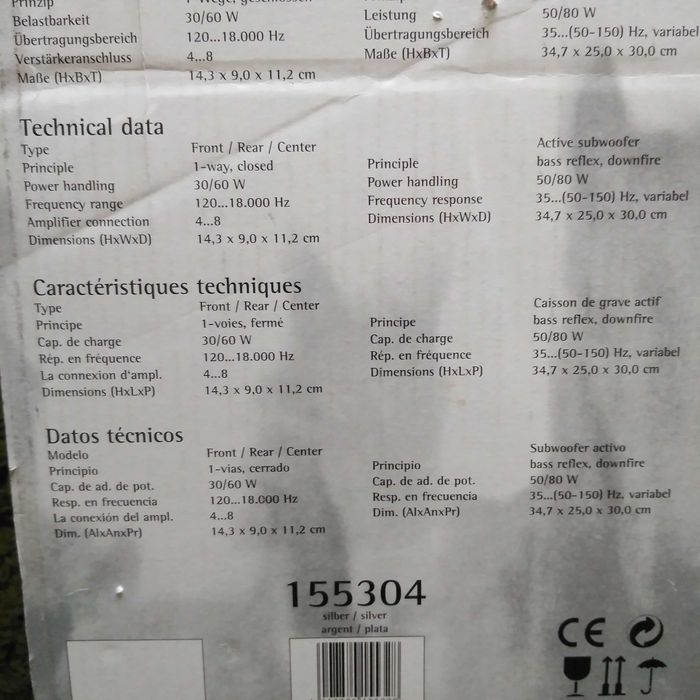 Prinzip
Belastbarkeit 30/60 W
Übertragungsbereich 120...18.000 Hz
Verstärkeranschluss 4...8
Maße (HxBxT) 14,3 x 9,0 x 11,2 cm
Leistung 50/80 W
Übertragungsbereich 35...(50-150) Hz, variabel
Maße (HxBxT) 34,7 x 25,0 x 30,0 cm
Technical data
Type Front / Rear / Center
Principle 1-way, closed
Power handling 30/60 W
Frequency range 120...18.000 Hz
Amplifier connection 4...8
Dimensions (HxWxD) 14,3 x 9,0 x 11,2 cm
Active subwoofer
Principle bass reflex, downfire
Power handling 50/80 W
Frequency response 35...(50-150) Hz, variabel
Dimensions (HxWxD) 34,7 x 25,0 x 30,0 cm
Caractéristiques techniques
Type Front / Rear / Center
Principe 1-voies, fermé
Cap. de charge 30/60 W
Rép. en fréquence 120...18.000 Hz
La connexion d'ampl. 4...8
Dimensions (HxLxP) 14,3 x 9,0 x 11,2 cm
Caisson de grave actif
Principe bass reflex, downfire
Cap. de charge 50/80 W
Rép. en fréquence 35...(50-150) Hz, variabel
Dimensions (HxLxP) 34,7 x 25,0 x 30,0 cm
Datos técnicos
Modelo Front / Rear / Center
Principio 1-vias, cerrado
Cap. de ad. de pot. 30/60 W
Resp. en frecuencia 120...18.000 Hz
La conexión del ampl. 4...8
Dim. (AlxAnxPr) 14,3 x 9,0 x 11,2 cm
Subwoofer activo
Principio bass reflex, downfire
Cap. de ad. de pot. 50/80 W
Resp. en frecuencia 35...(50-150) Hz, variabel
Dim. (AlxAnxPr) 34,7 x 25,0 x 30,0 cm
155304
silber / silver
argent / plata
CE